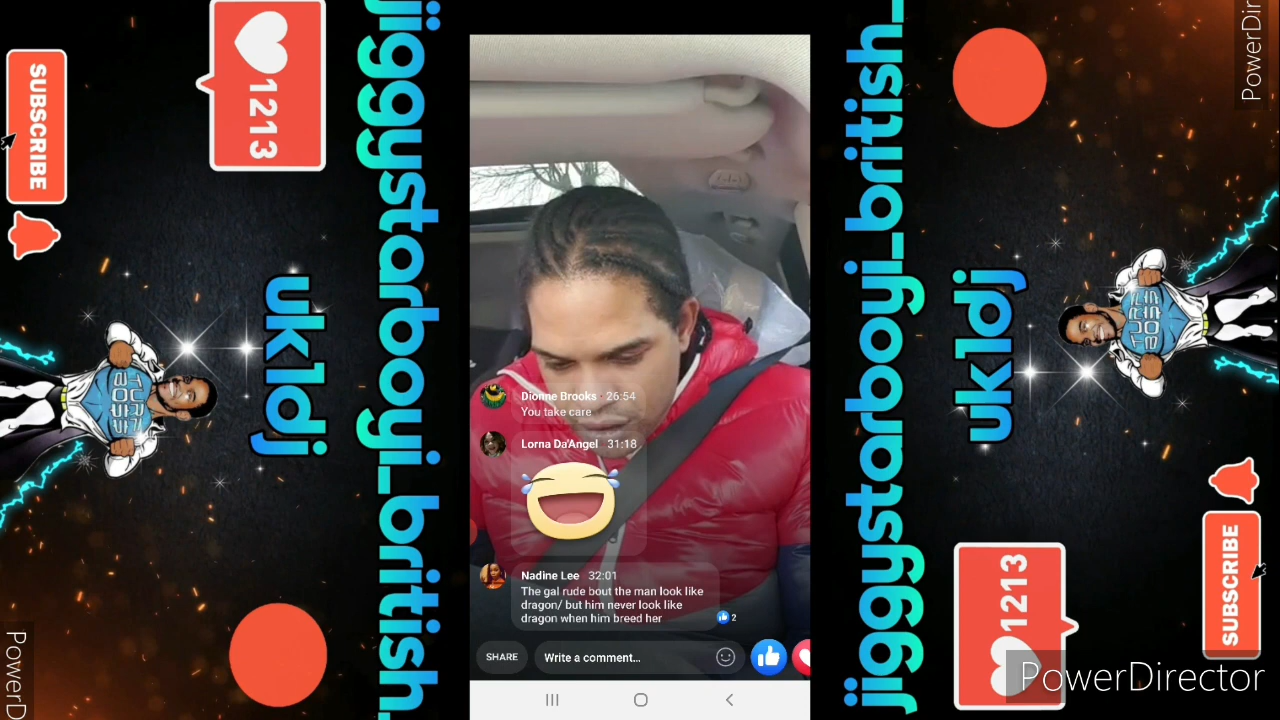 SUBSCRIBE
1213
jiggystarboyi_british_
uk1dj
TURF
BOSS
PowerD
Dionne Brooks · 26:54
You take care
Lorna Da'Angel 31:18
Nadine Lee 32:01
The gal rude bout the man look like
dragon/ but him never look like
dragon when him breed her
2
SHARE
Write a comment...
jiggystarboyi_british_
uk1dj
TURF
BOSS
1213
SUBSCRIBE
PowerDir
PowerDirector